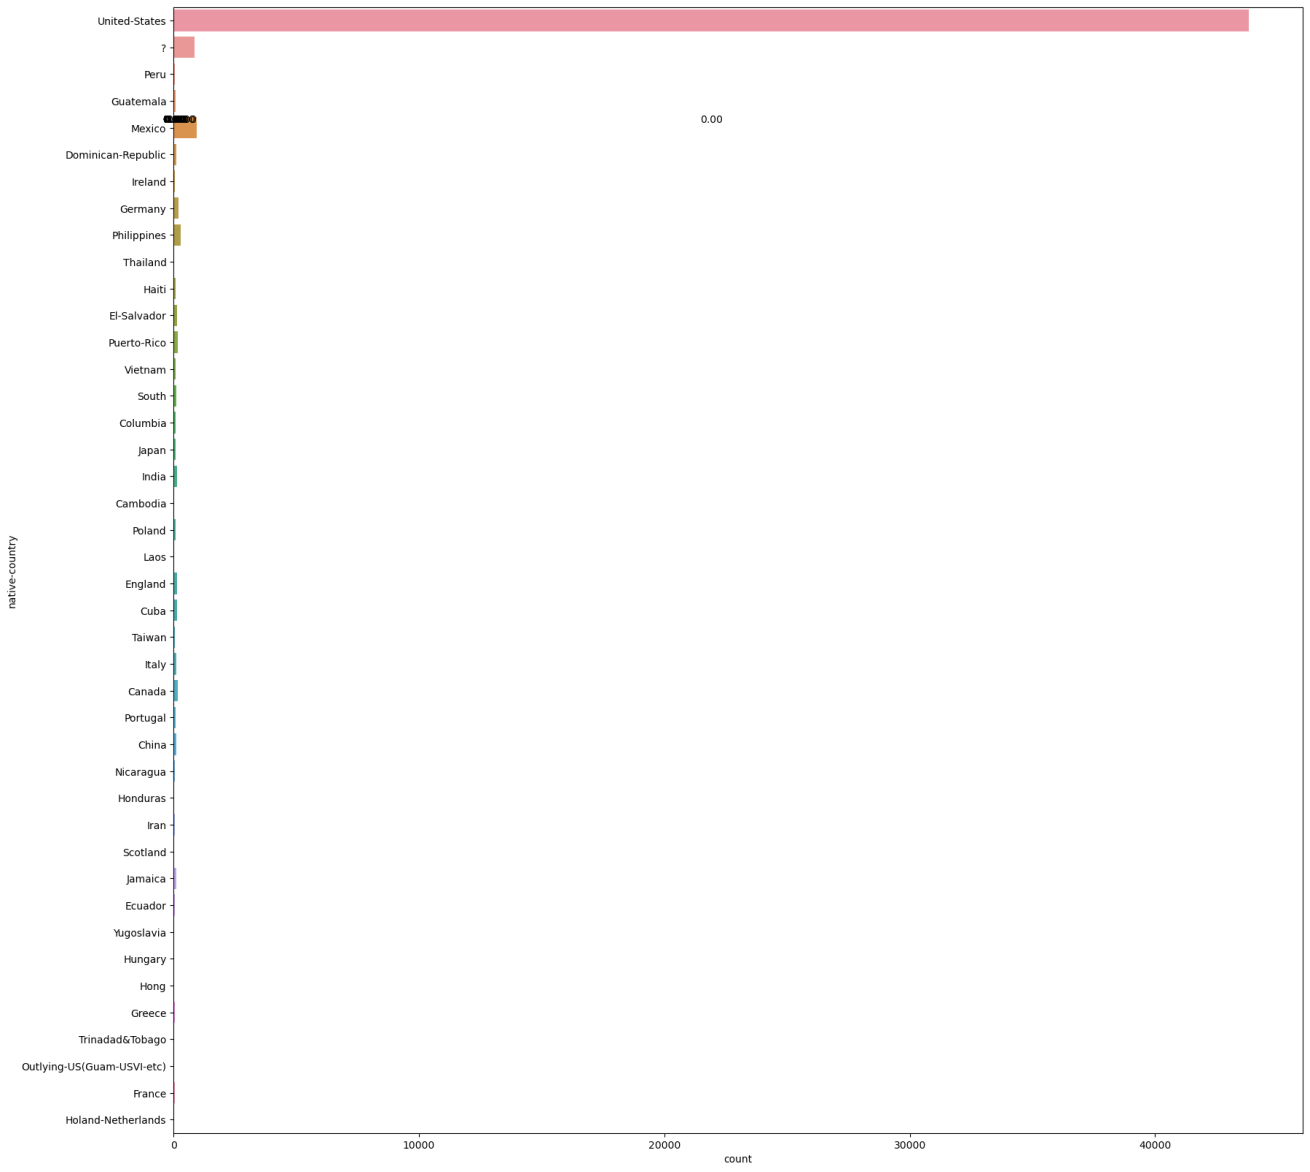 United-States
?
Peru
Guatemala
0.00
Mexico
Dominican-Republic
Ireland
Germany
Philippines
Thailand
Haiti
El-Salvador
Puerto-Rico
Vietnam
South
Columbia
Japan
India
Cambodia
Poland
Laos
England
Cuba
Taiwan
Italy
Canada
Portugal
China
Nicaragua
Honduras
Iran
Scotland
Jamaica
Ecuador
Yugoslavia
Hungary
Hong
Greece
Trinadad&Tobago
Outlying-US(Guam-USVI-etc)
France
Holand-Netherlands
native-country
0 10000 20000 30000 40000
count